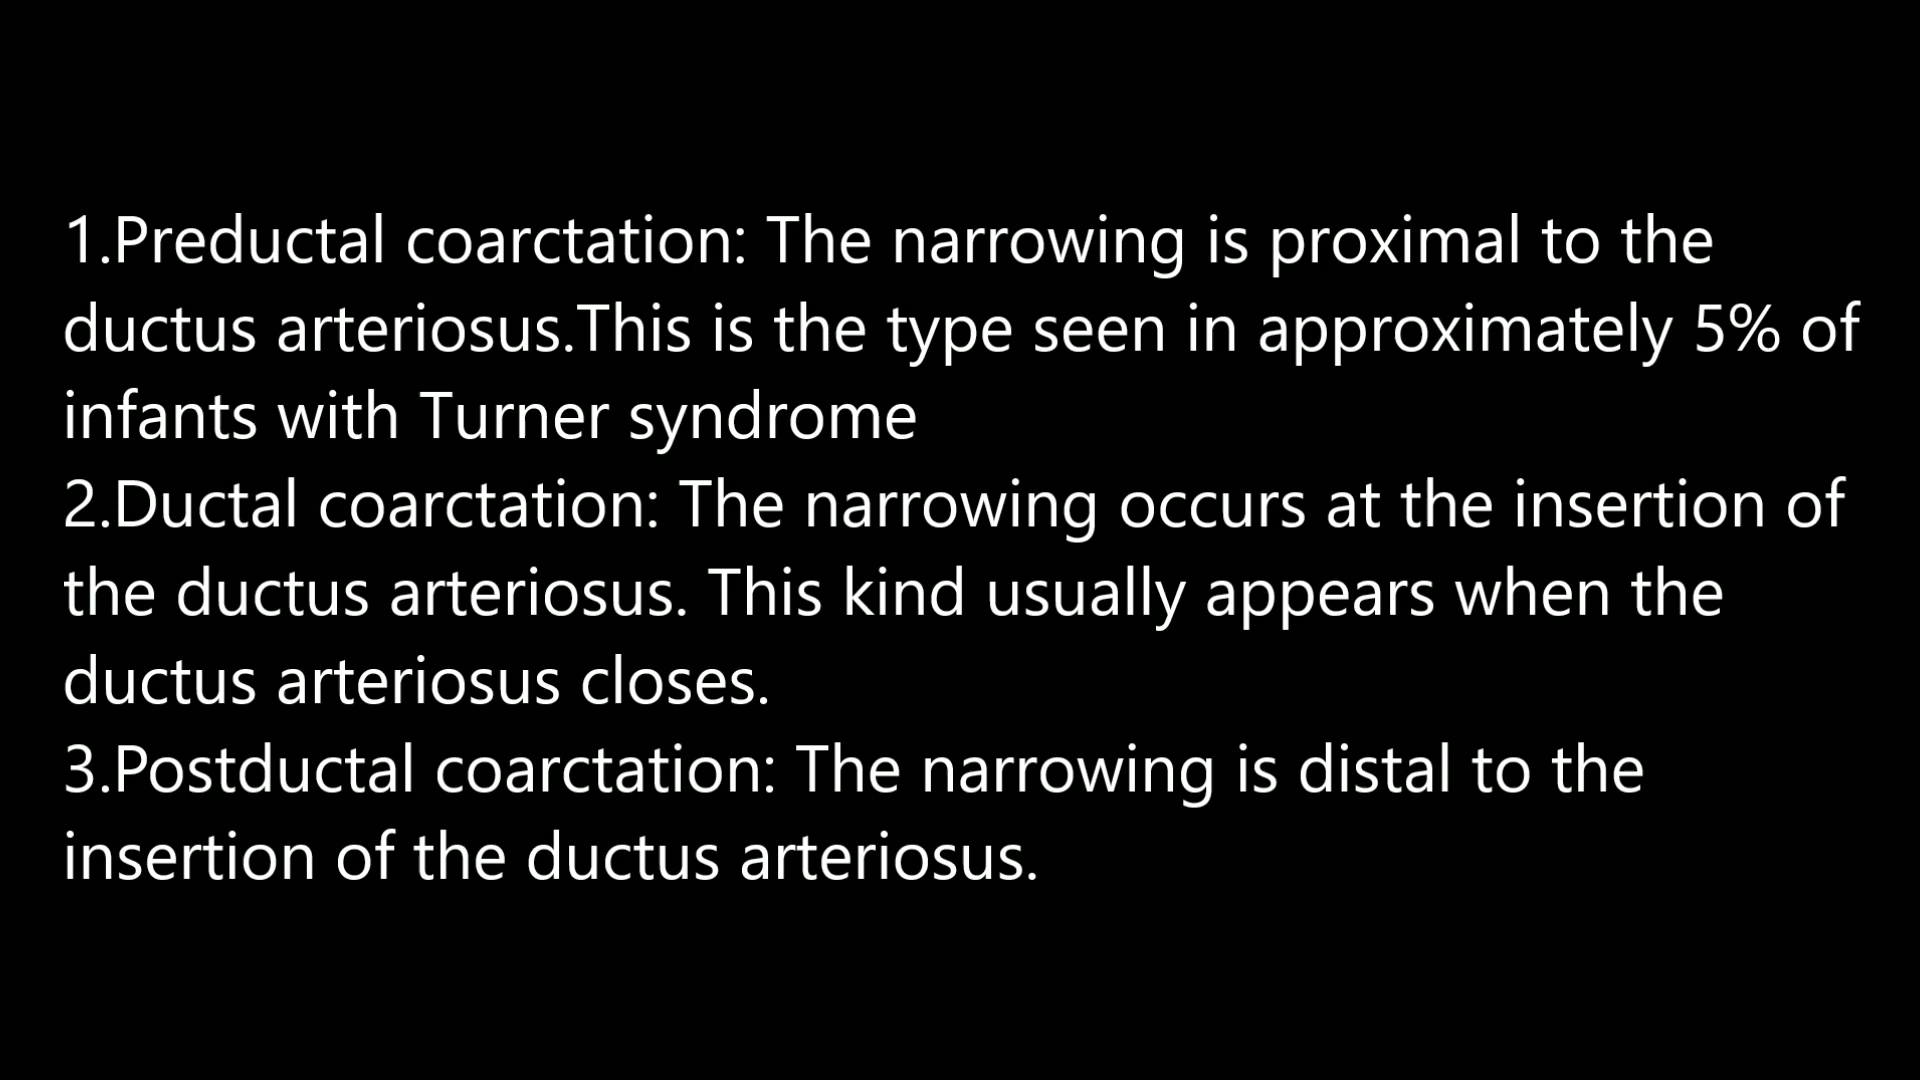 1.Preductal coarctation: The narrowing is proximal to the
ductus arteriosus.This is the type seen in approximately 5% of
infants with Turner syndrome
2.Ductal coarctation: The narrowing occurs at the insertion of
the ductus arteriosus. This kind usually appears when the
ductus arteriosus closes.
3.Postductal coarctation: The narrowing is distal to the
insertion of the ductus arteriosus.